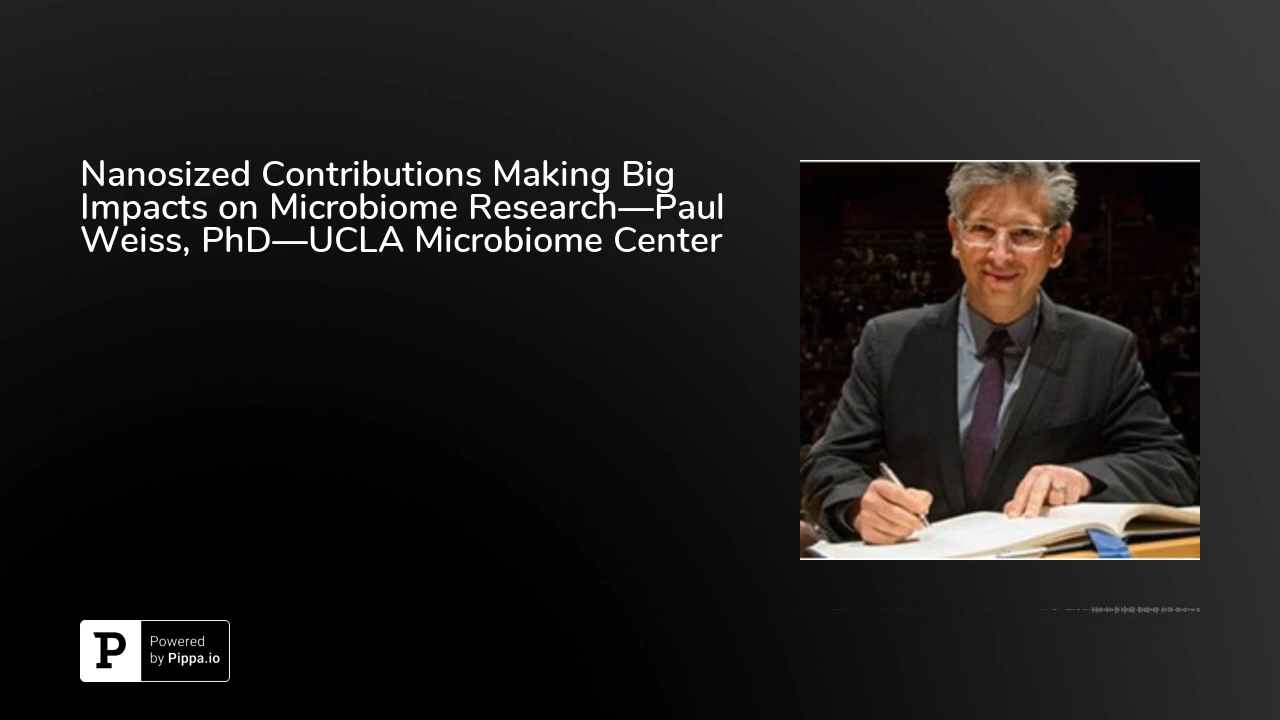 Nanosized Contributions Making Big
Impacts on Microbiome Research—Paul
Weiss, PhD—UCLA Microbiome Center
P
Powered
by Pippa.io